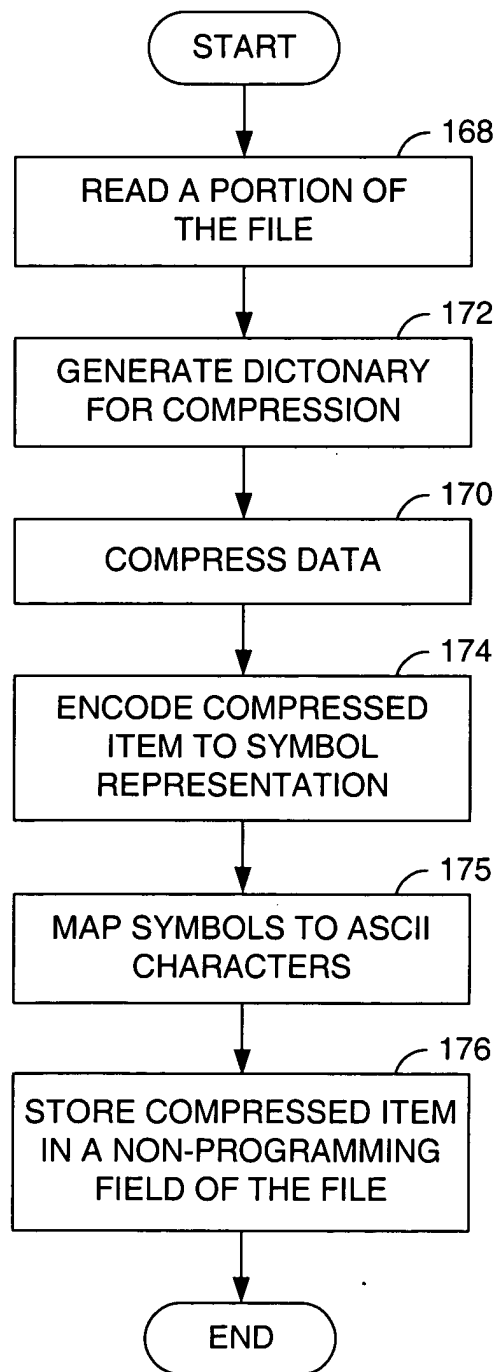 START
168
READ A PORTION OF
THE FILE
172
GENERATE DICTONARY
FOR COMPRESSION
170
COMPRESS DATA
174
ENCODE COMPRESSED
ITEM TO SYMBOL
REPRESENTATION
175
MAP SYMBOLS TO ASCII
CHARACTERS
176
STORE COMPRESSED ITEM
IN A NON-PROGRAMMING
FIELD OF THE FILE
END